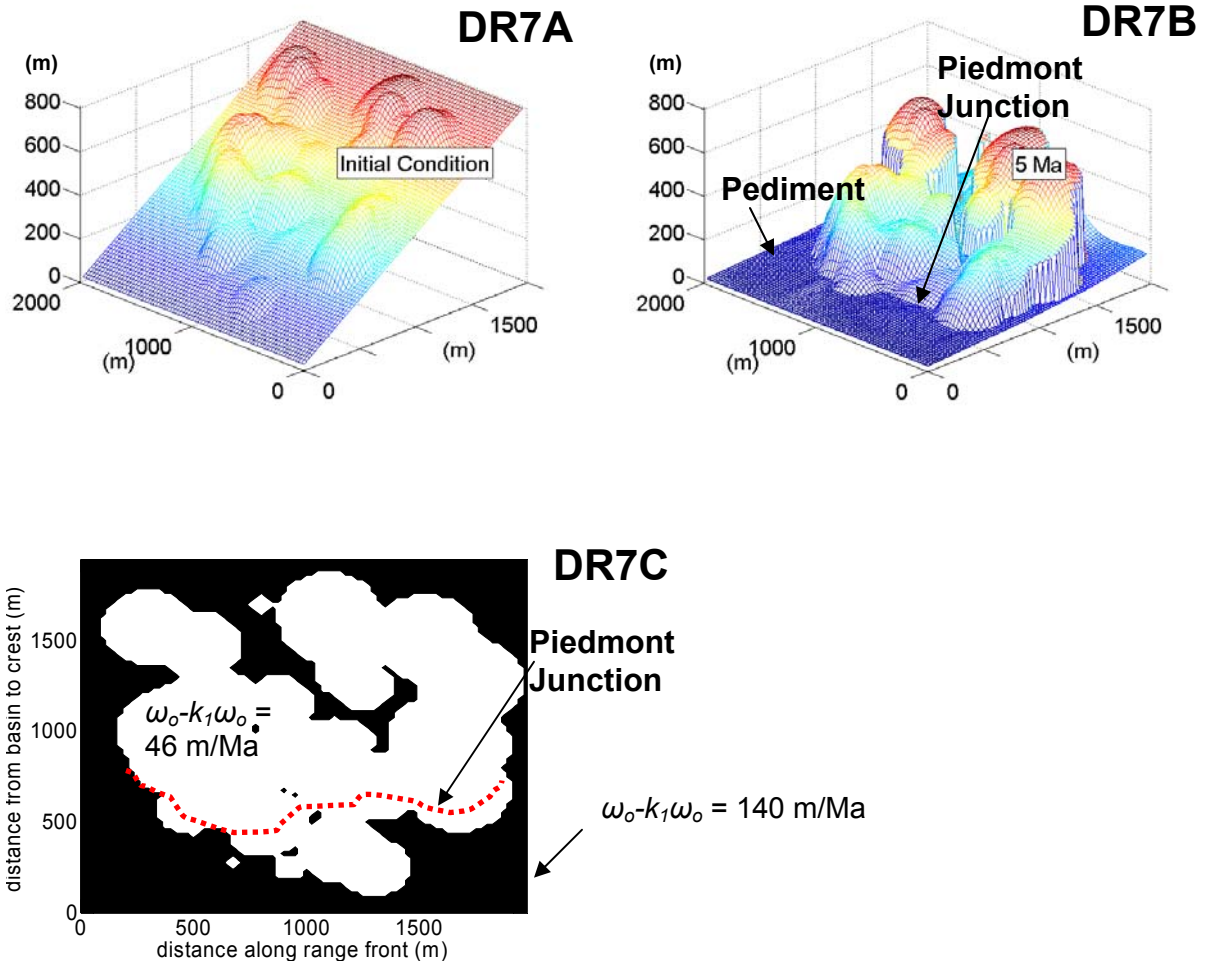 DR7A
(m)
800
600
400
200
0
2000
1000
(m)
0
0
(m)
1500
Initial Condition
DR7B
(m)
800
600
400
200
0
2000
1000
(m)
0
0
(m)
1500
Piedmont
Junction
5 Ma
Pediment
DR7C
distance from basin to crest (m)
1500
1000
500
0
0
500
1000
1500
distance along range front (m)
ωo-k1ωo =
46 m/Ma
Piedmont
Junction
ωo-k1ωo = 140 m/Ma